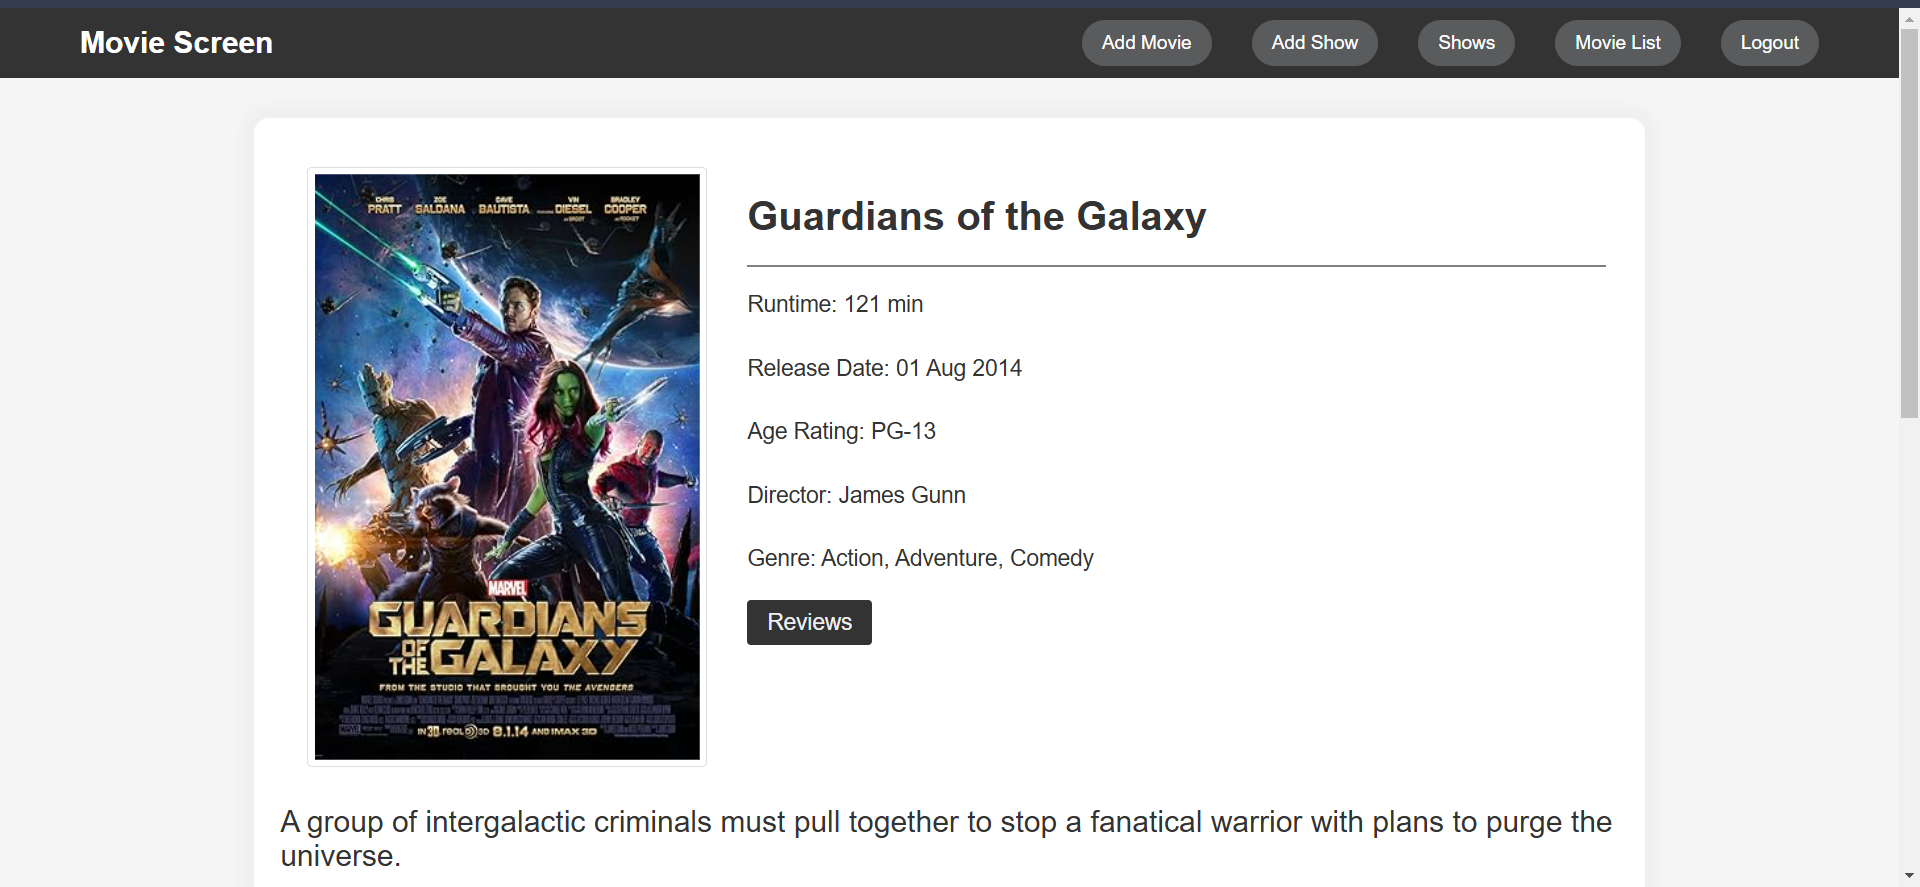 Movie Screen
Add Movie
Add Show
Shows
Movie List
Logout
CHRIS PRATT
ZOE SALDANA
DAVE BAUTISTA
VIN DIESEL
AS GROOT
BRADLEY COOPER
AS ROCKET
MARVEL
GUARDIANS
OF THE GALAXY
FROM THE STUDIO THAT BROUGHT YOU THE AVENGERS
IN 3D REAL D 3D 8.1.14 AND IMAX 3D
Guardians of the Galaxy
Runtime: 121 min
Release Date: 01 Aug 2014
Age Rating: PG-13
Director: James Gunn
Genre: Action, Adventure, Comedy
Reviews
A group of intergalactic criminals must pull together to stop a fanatical warrior with plans to purge the
universe.